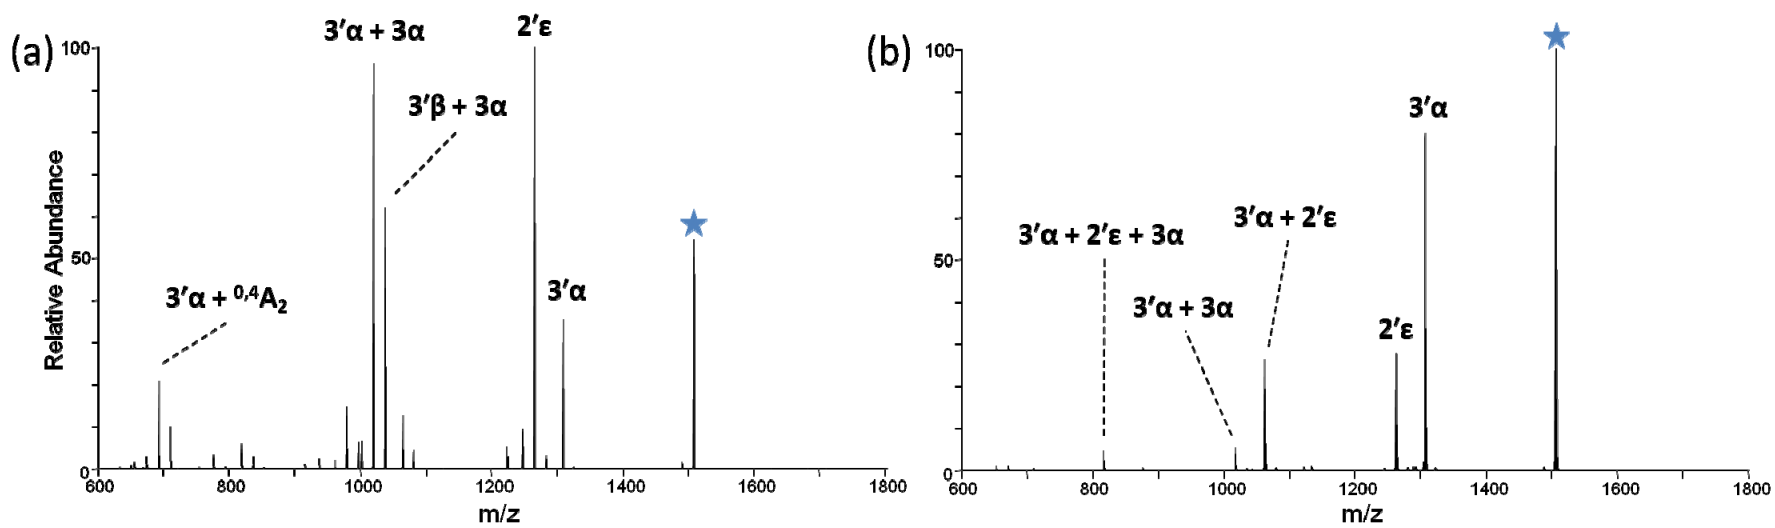 (a)
100
50
0
Relative Abundance
3′α + 3α
2′ε
3′β + 3α
3′α
3′α + ⁰,⁴A₂
600 800 1000 1200 1400 1600 1800
m/z
(b)
100
50
0
3′α
3′α + 2′ε
3′α + 2′ε + 3α
3′α + 3α
2′ε
600 800 1000 1200 1400 1600 1800
m/z